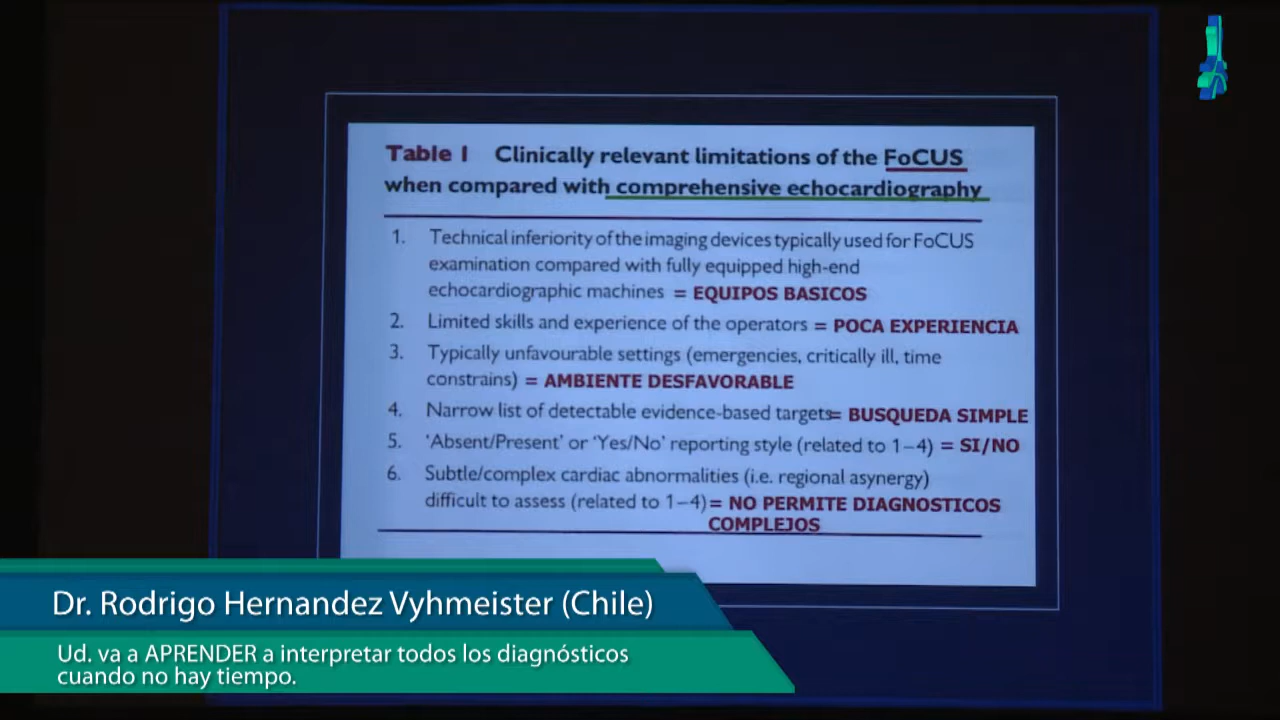 Table 1 Clinically relevant limitations of the FoCUS
when compared with comprehensive echocardiography
1. Technical inferiority of the imaging devices typically used for FoCUS
examination compared with fully equipped high-end
echocardiographic machines = EQUIPOS BASICOS
2. Limited skills and experience of the operators = POCA EXPERIENCIA
3. Typically unfavourable settings (emergencies, critically ill, time
constrains) = AMBIENTE DESFAVORABLE
4. Narrow list of detectable evidence-based targets= BUSQUEDA SIMPLE
5. 'Absent/Present' or 'Yes/No' reporting style (related to 1–4) = SI/NO
6. Subtle/complex cardiac abnormalities (i.e. regional asynergy)
difficult to assess (related to 1–4)= NO PERMITE DIAGNOSTICOS
COMPLEJOS
Dr. Rodrigo Hernandez Vyhmeister (Chile)
Ud. va a APRENDER a interpretar todos los diagnósticos
cuando no hay tiempo.